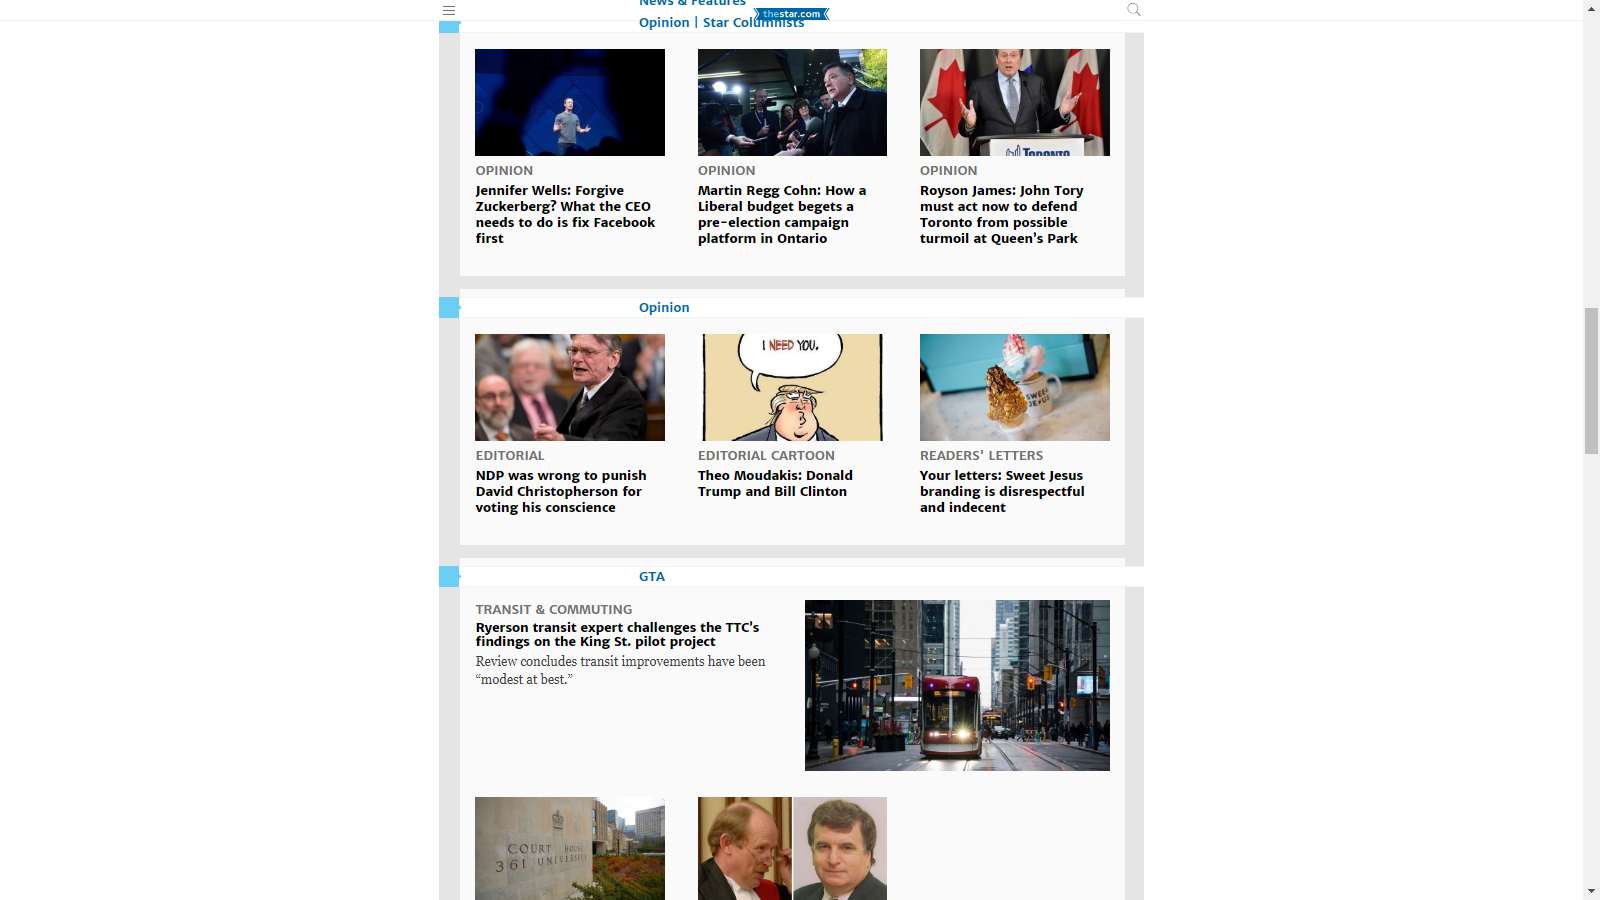 News & Features
thestar.com
Opinion | Star Columnists
TORONTO
OPINION
Jennifer Wells: Forgive
Zuckerberg? What the CEO
needs to do is fix Facebook
first
OPINION
Martin Regg Cohn: How a
Liberal budget begets a
pre-election campaign
platform in Ontario
OPINION
Royson James: John Tory
must act now to defend
Toronto from possible
turmoil at Queen’s Park
Opinion
I NEED YOU.
SWEET
JESUS
EDITORIAL
NDP was wrong to punish
David Christopherson for
voting his conscience
EDITORIAL CARTOON
Theo Moudakis: Donald
Trump and Bill Clinton
READERS' LETTERS
Your letters: Sweet Jesus
branding is disrespectful
and indecent
GTA
TRANSIT & COMMUTING
Ryerson transit expert challenges the TTC’s
findings on the King St. pilot project
Review concludes transit improvements have been
“modest at best.”
COURT HOUSE
361 UNIVERSITY